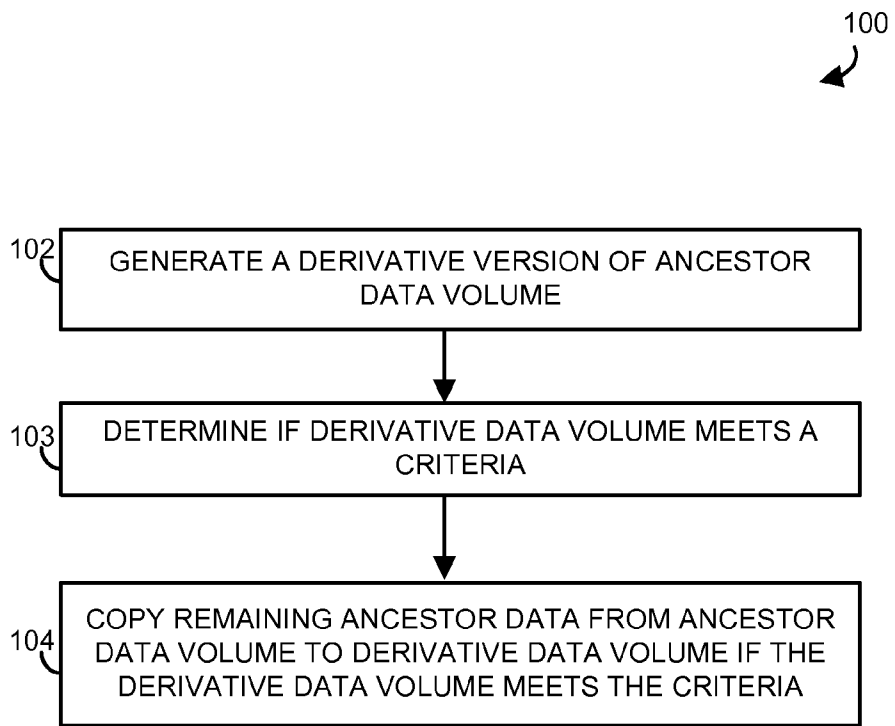 100
102
GENERATE A DERIVATIVE VERSION OF ANCESTOR
DATA VOLUME
103
DETERMINE IF DERIVATIVE DATA VOLUME MEETS A
CRITERIA
104
COPY REMAINING ANCESTOR DATA FROM ANCESTOR
DATA VOLUME TO DERIVATIVE DATA VOLUME IF THE
DERIVATIVE DATA VOLUME MEETS THE CRITERIA